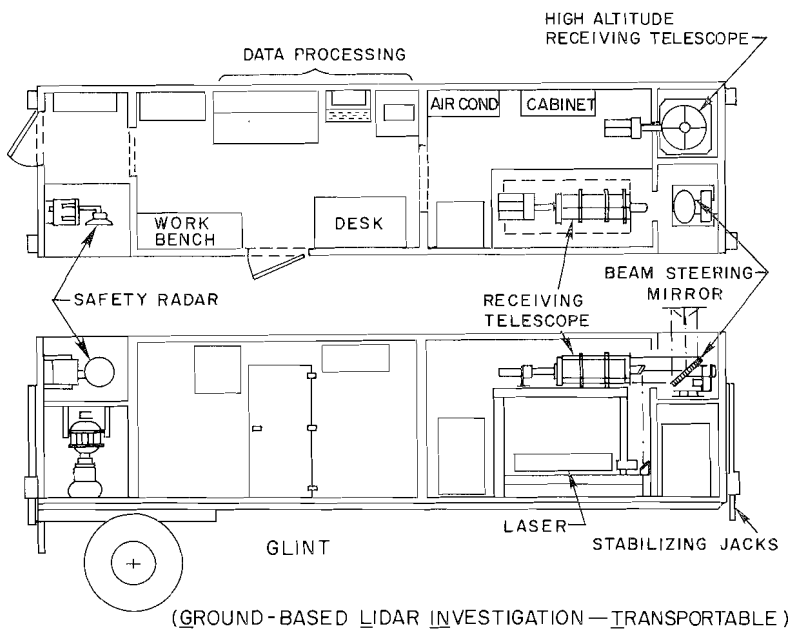 HIGH ALTITUDE
RECEIVING TELESCOPE
DATA PROCESSING
AIR COND
CABINET
WORK
BENCH
DESK
SAFETY RADAR
RECEIVING
TELESCOPE
BEAM STEERING
MIRROR
LASER
STABILIZING JACKS
GLINT
(GROUND-BASED LIDAR INVESTIGATION—TRANSPORTABLE)